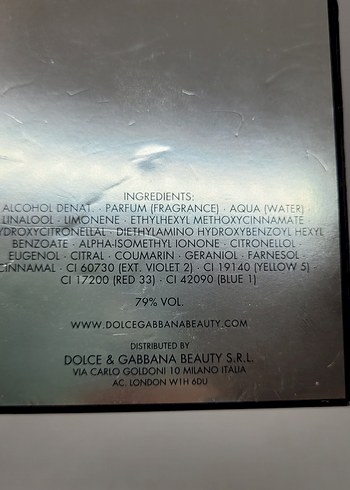 INGREDIENTS:
ALCOHOL DENAT. · PARFUM (FRAGRANCE) · AQUA (WATER)
LINALOOL · LIMONENE · ETHYLHEXYL METHOXYCINNAMATE
YDROXYCITRONELLAL · DIETHYLAMINO HYDROXYBENZOYL HEXYL
BENZOATE · ALPHA-ISOMETHYL IONONE · CITRONELLOL
EUGENOL · CITRAL · COUMARIN · GERANIOL · FARNESOL ·
CINNAMAL · CI 60730 (EXT. VIOLET 2) · CI 19140 (YELLOW 5)
CI 17200 (RED 33) · CI 42090 (BLUE 1)
79% VOL.
WWW.DOLCEGABBANABEAUTY.COM
DISTRIBUTED BY
DOLCE & GABBANA BEAUTY S.R.L.
VIA CARLO GOLDONI 10 MILANO ITALIA
AC. LONDON W1H 6DU